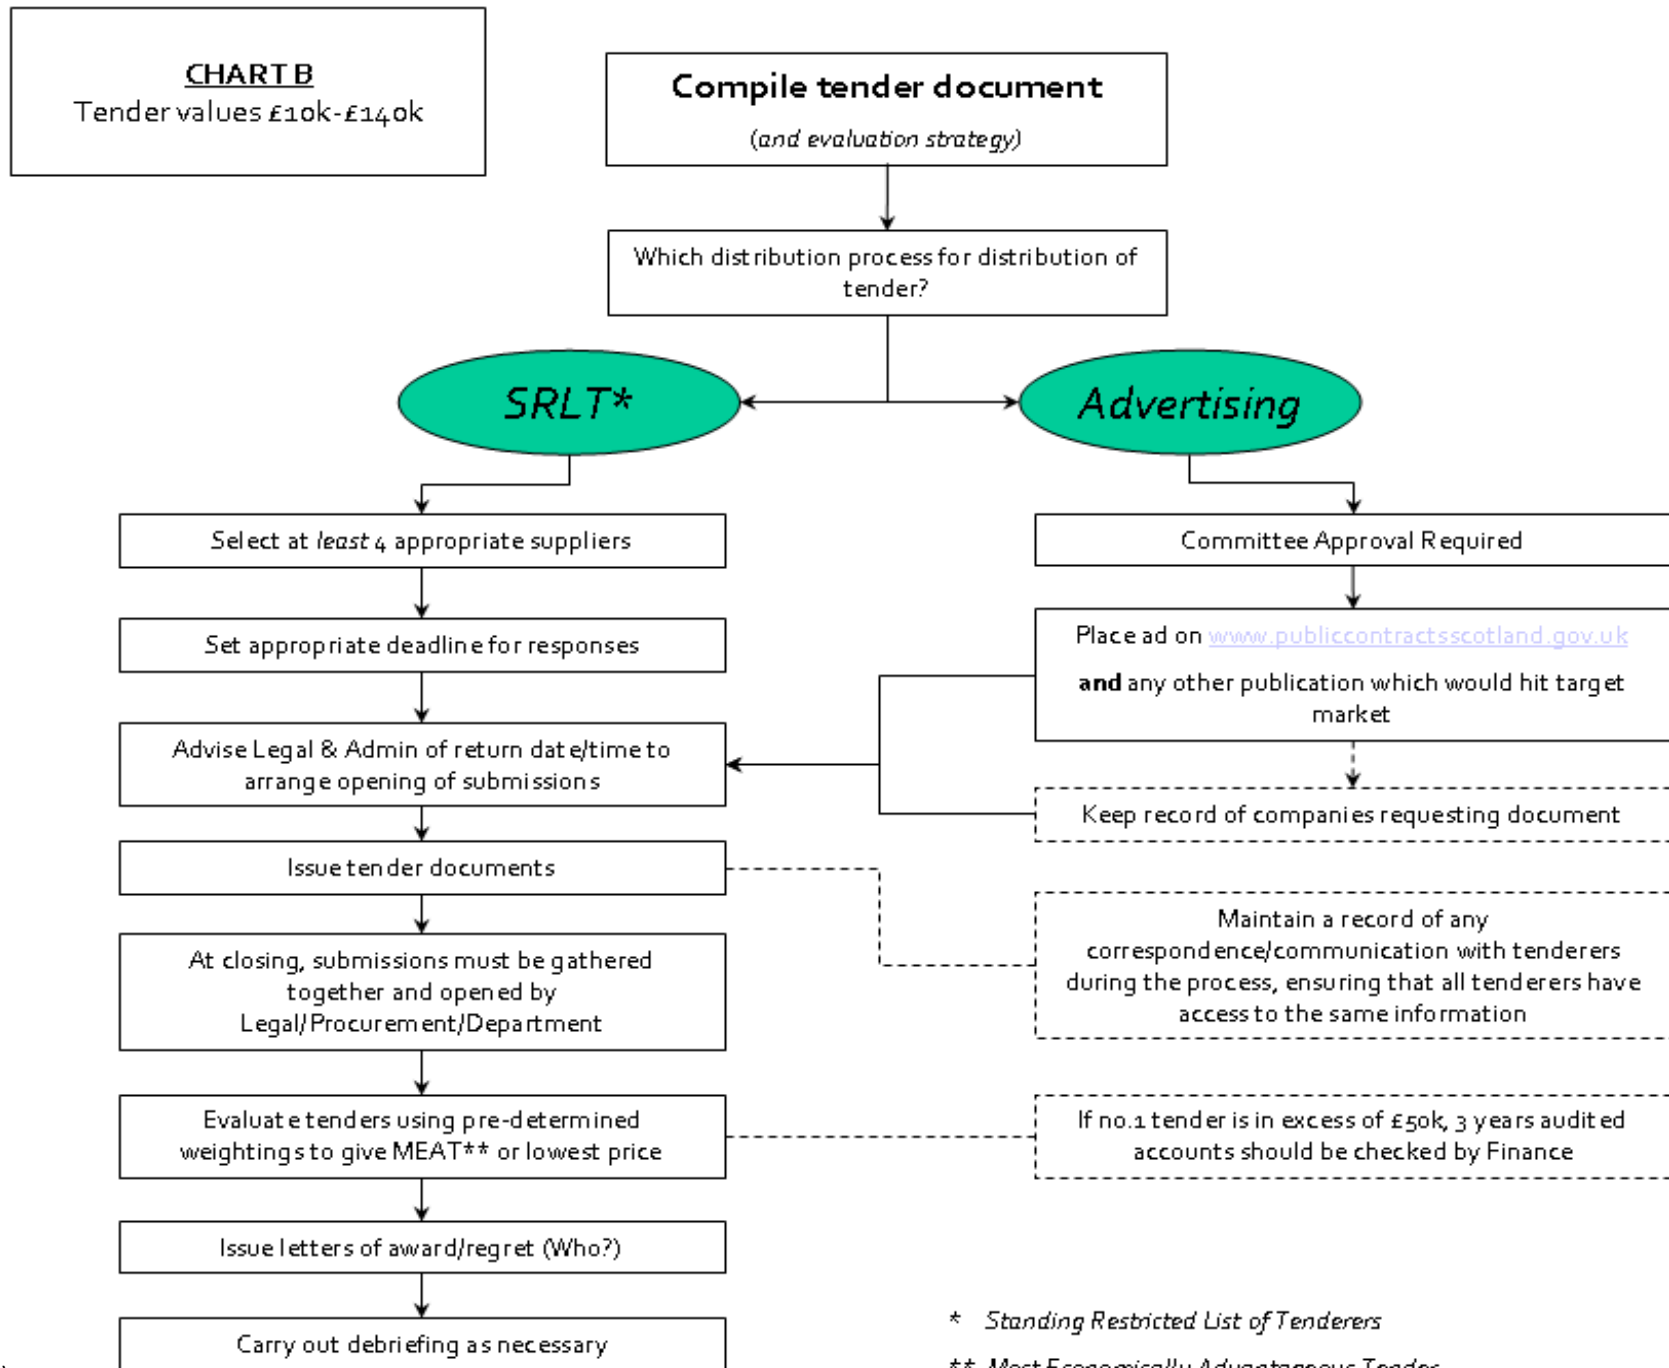 CHART B
Tender values £10k-£140k
Compile tender document
(and evaluation strategy)
Which distribution process for distribution of
tender?
SRLT*
Advertising
Select at least 4 appropriate suppliers
Set appropriate deadline for responses
Advise Legal & Admin of return date/time to
arrange opening of submissions
Issue tender documents
At closing, submissions must be gathered
together and opened by
Legal/Procurement/Department
Evaluate tenders using pre-determined
weightings to give MEAT** or lowest price
Issue letters of award/regret (Who?)
Carry out debriefing as necessary
Committee Approval Required
Place ad on www.publiccontractsscotland.gov.uk
and any other publication which would hit target
market
Keep record of companies requesting document
Maintain a record of any
correspondence/communication with tenderers
during the process, ensuring that all tenderers have
access to the same information
If no.1 tender is in excess of £50k, 3 years audited
accounts should be checked by Finance
* Standing Restricted List of Tenderers
** Most Economically Advantageous Tender